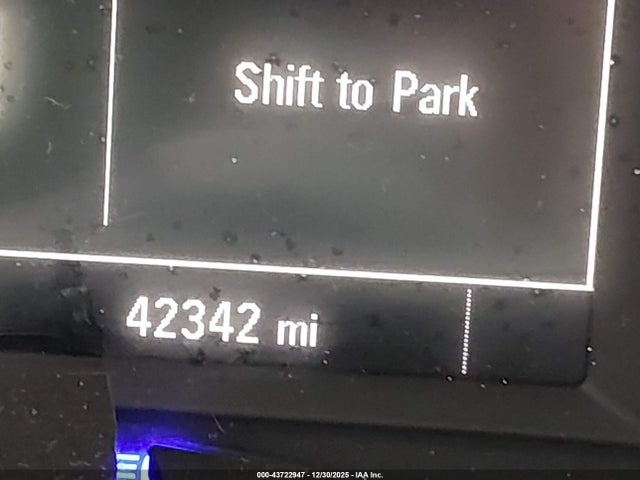 Shift to Park
42342 mi
000-43722947 - 12/30/2025 - IAA Inc.